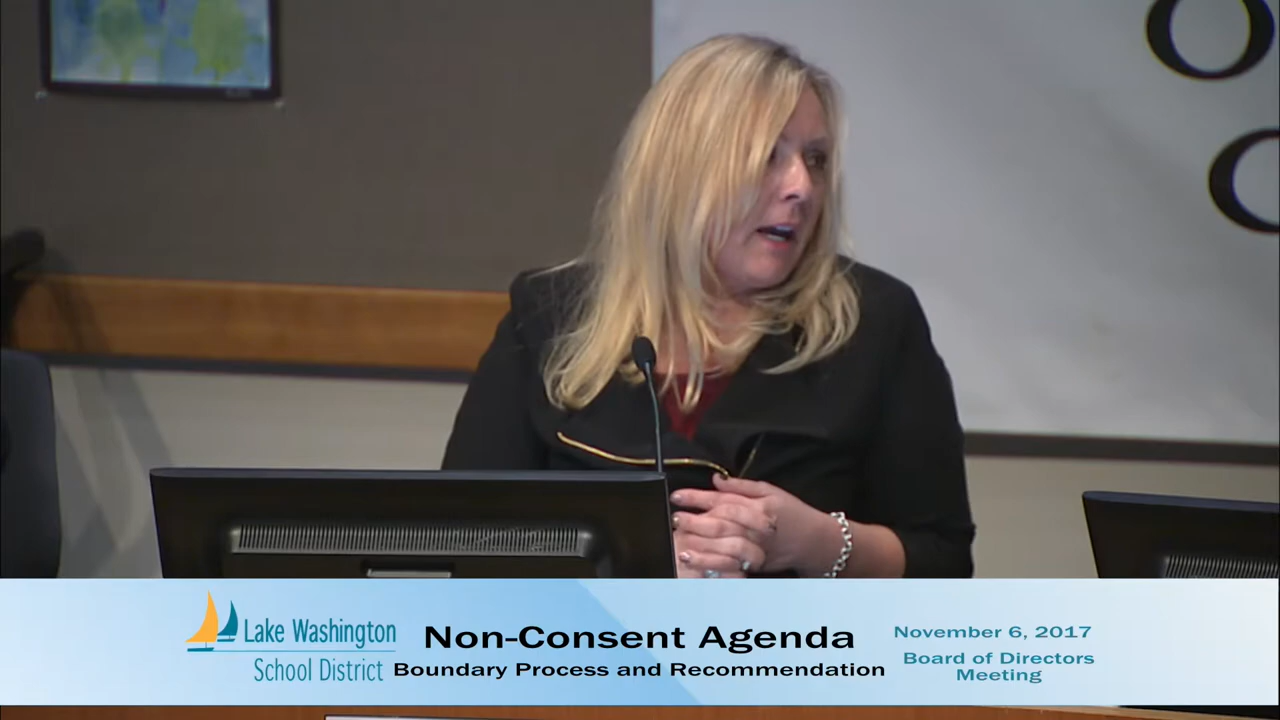 O
O
Lake Washington
School District
Non-Consent Agenda
Boundary Process and Recommendation
November 6, 2017
Board of Directors
Meeting